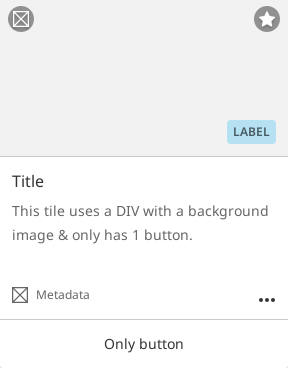 LABEL
Title
This tile uses a DIV with a background
image & only has 1 button.
Metadata
Only button